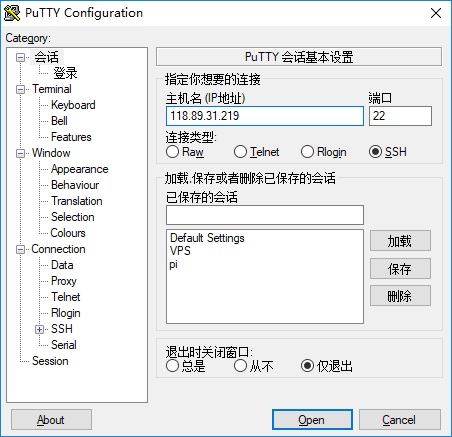 PuTTY Configuration
Category:
会话
登录
Terminal
Keyboard
Bell
Features
Window
Appearance
Behaviour
Translation
Selection
Colours
Connection
Data
Proxy
Telnet
Rlogin
SSH
Serial
Session
PuTTY 会话基本设置
指定你想要的连接
主机名 (IP地址) 端口
118.89.31.219 22
连接类型:
Raw Telnet Rlogin SSH
加载,保存或者删除已保存的会话
已保存的会话
Default Settings
VPS
pi
加载
保存
删除
退出时关闭窗口:
总是 从不 仅退出
About Open Cancel